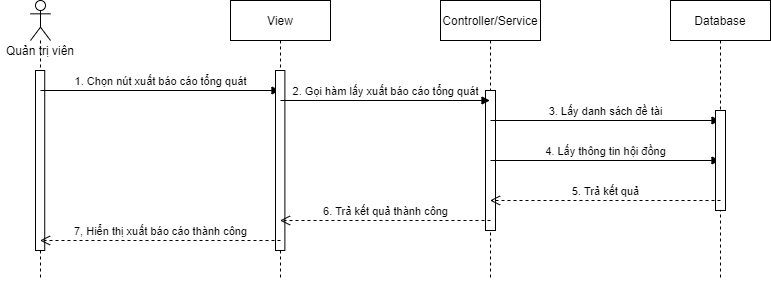 View
Controller/Service
Database
Quản trị viên
1. Chọn nút xuất báo cáo tổng quát
2. Gọi hàm lấy xuất báo cáo tổng quát
3. Lấy danh sách đề tài
4. Lấy thông tin hội đồng
5. Trả kết quả
6. Trả kết quả thành công
7, Hiển thị xuất báo cáo thành công